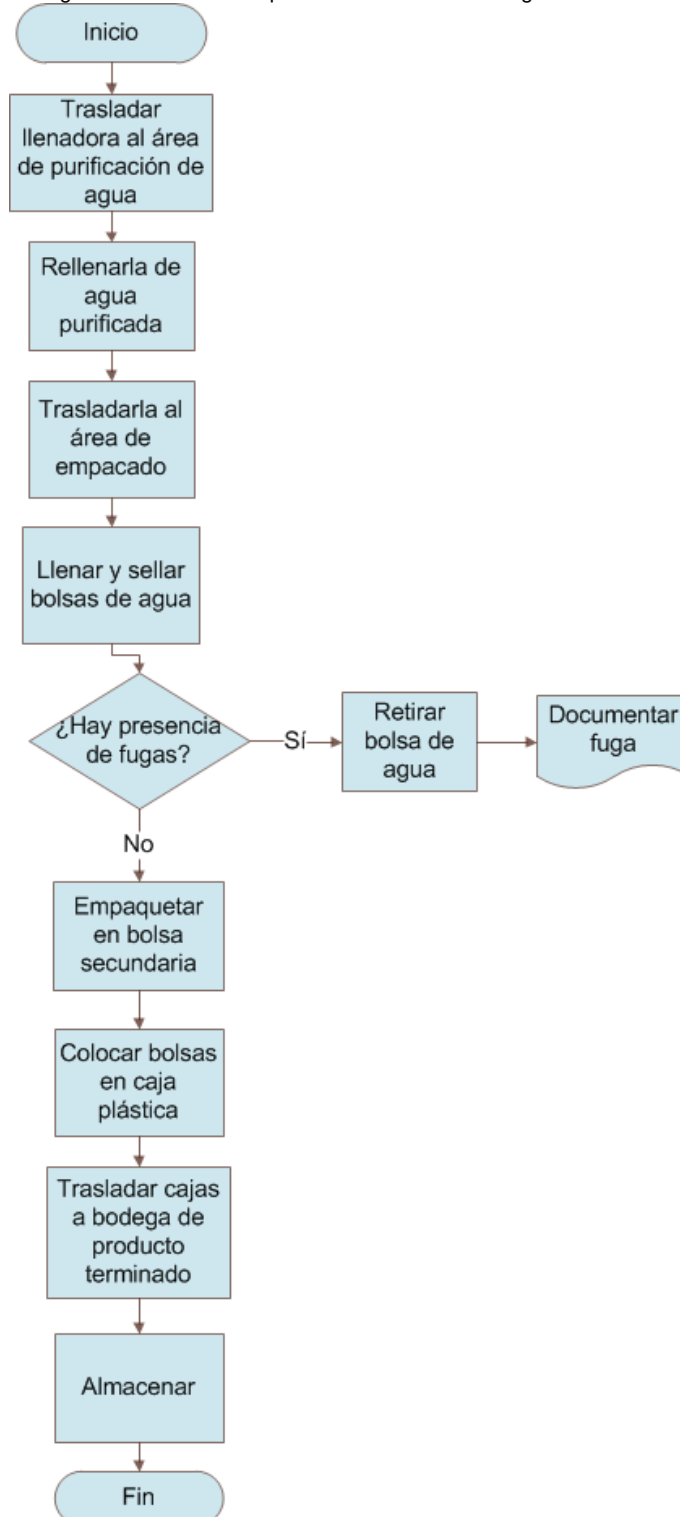 Inicio
Trasladar
llenadora al área
de purificación de
agua
Rellenarla de
agua
purificada
Trasladarla al
área de
empacado
Llenar y sellar
bolsas de agua
¿Hay presencia
de fugas?
Sí
Retirar
bolsa de
agua
Documentar
fuga
No
Empaquetar
en bolsa
secundaria
Colocar bolsas
en caja
plástica
Trasladar cajas
a bodega de
producto
terminado
Almacenar
Fin